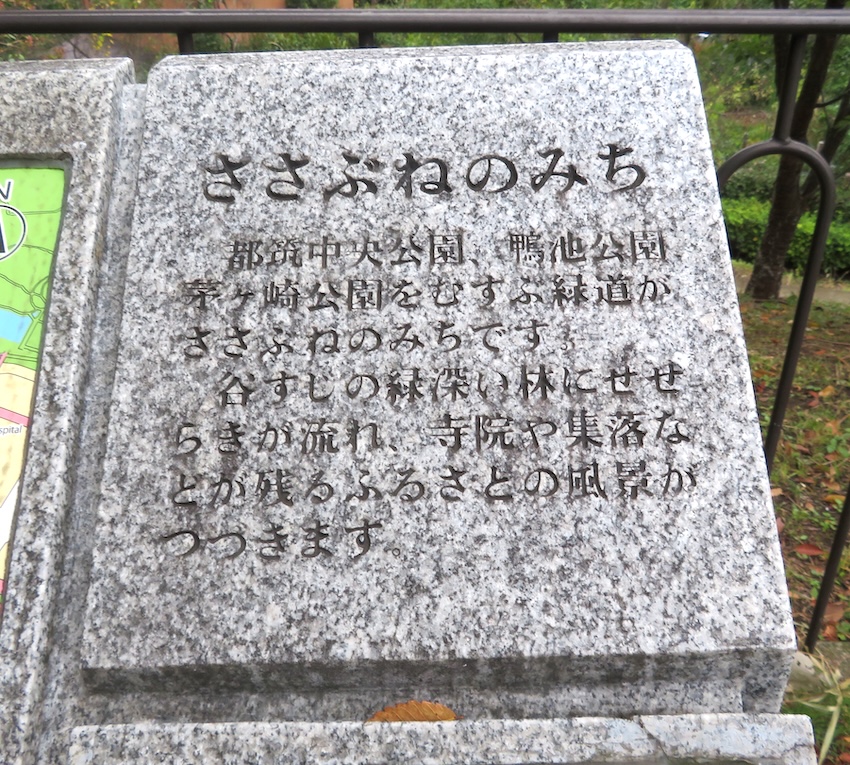 ささぶねのみち
都筑中央公園、鴨池公園、
茅ヶ崎公園をむすぶ緑道が
ささぶねのみちです。
谷すじの緑深い林にせせ
らぎが流れ、寺院や集落な
どが残るふるさとの風景が
つづきます。
N
spital